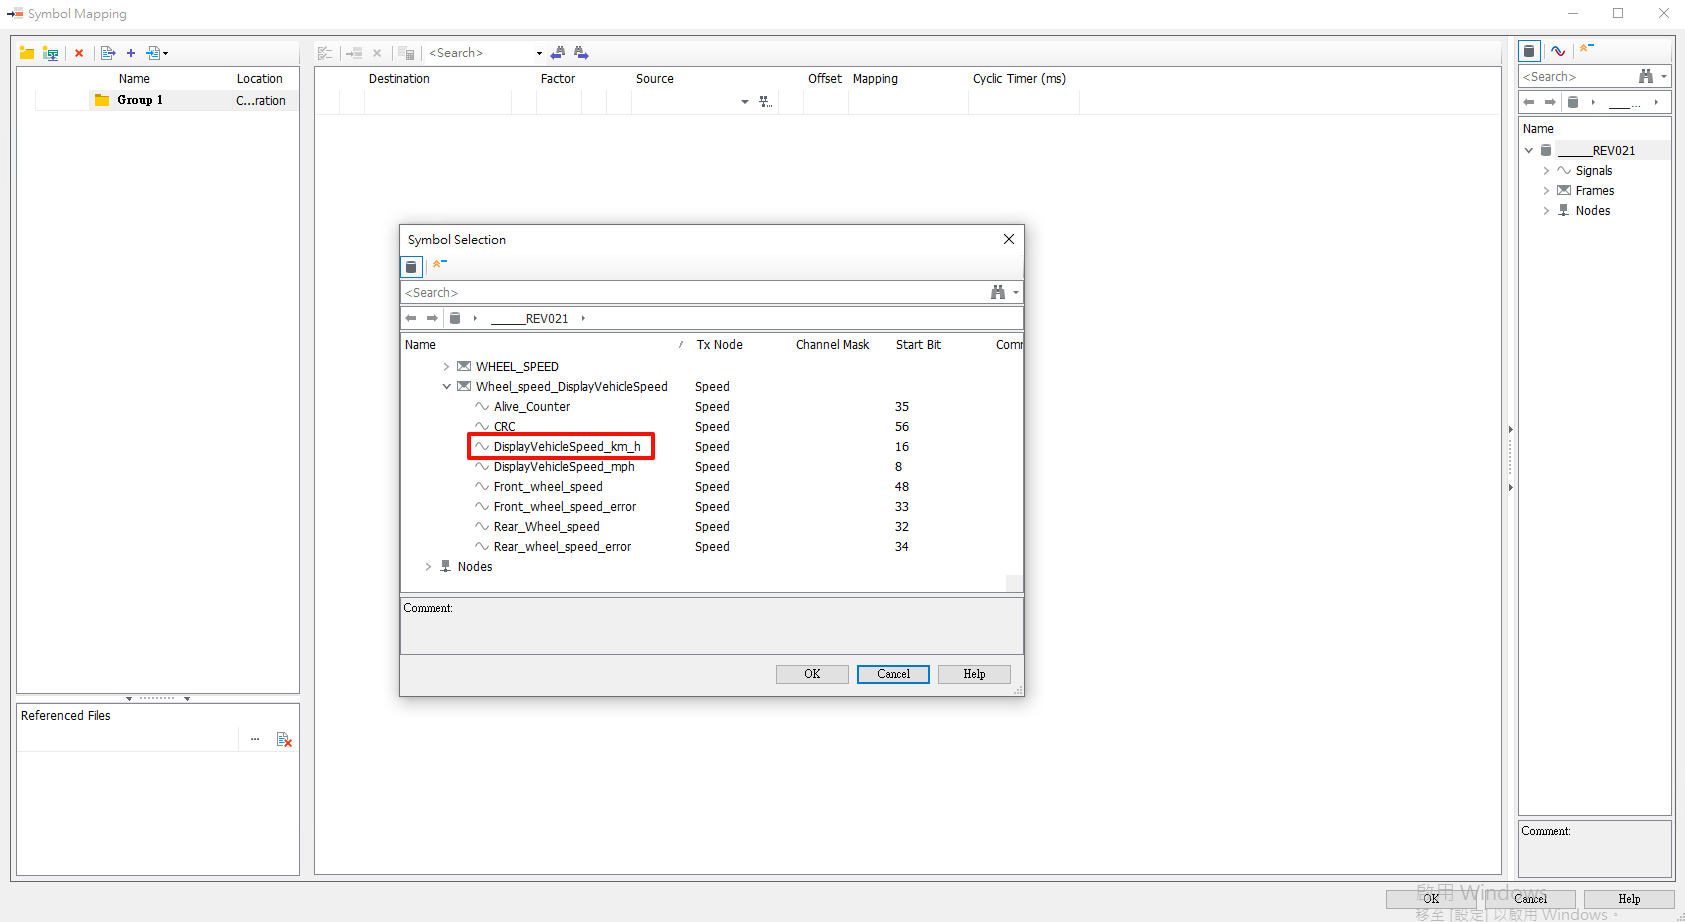 Symbol Mapping
<Search>
Name Location
Group 1 C...ration
Destination Factor Source Offset Mapping Cyclic Timer (ms)
<Search>
____...
Name
______REV021
Signals
Frames
Nodes
Symbol Selection
<Search>
______REV021
Name Tx Node Channel Mask Start Bit Comm
WHEEL_SPEED
Wheel_speed_DisplayVehicleSpeed Speed
Alive_Counter Speed 35
CRC Speed 56
DisplayVehicleSpeed_km_h Speed 16
DisplayVehicleSpeed_mph Speed 8
Front_wheel_speed Speed 48
Front_wheel_speed_error Speed 33
Rear_Wheel_speed Speed 32
Rear_wheel_speed_error Speed 34
Nodes
Comment:
OK Cancel Help
Referenced Files
...
Comment:
OK Cancel Help
啟用 Windows
移至 [設定] 以啟用 Windows。